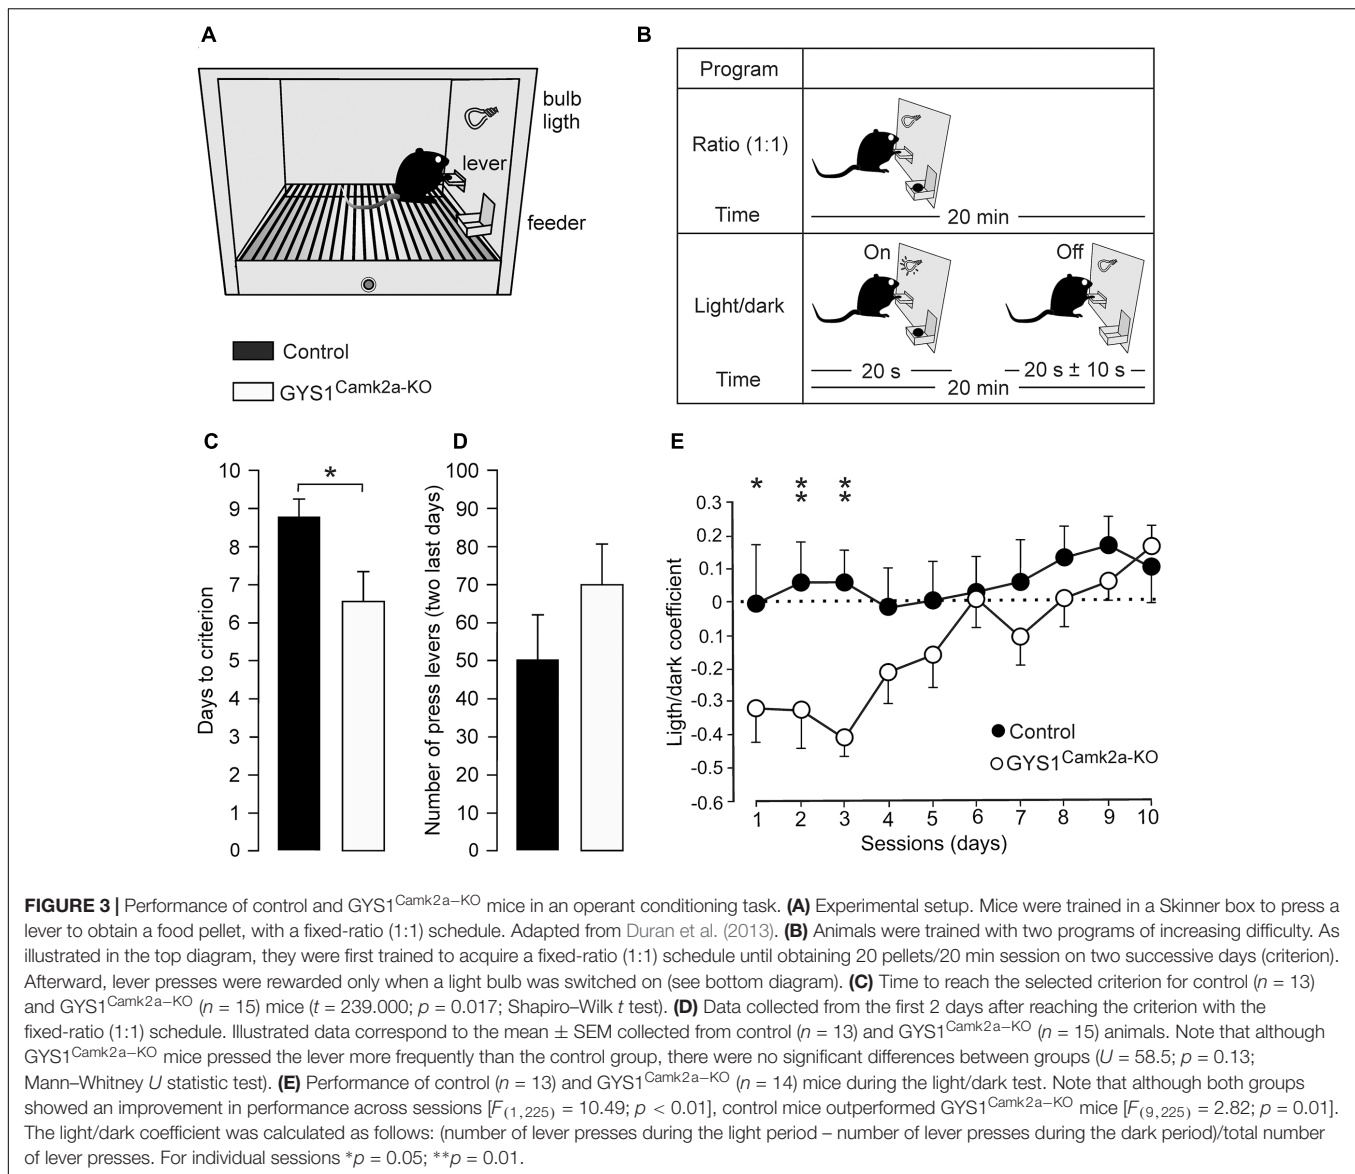 A
bulb
ligth
lever
feeder
Control
GYS1Camk2a-KO
B
Program
Ratio (1:1)
Time
20 min
On
Off
Light/dark
20 s
20 s ± 10 s
Time
20 min
C
*
10
9
8
7
6
5
4
3
2
1
0
Days to criterion
D
100
90
80
70
60
50
40
30
20
10
0
Number of press levers (two last days)
E
* ** **
0.3
0.2
0.1
0
0.1
-0.2
-0.3
-0.4
-0.5
-0.6
Ligth/dark coefficient
Control
GYS1Camk2a-KO
1 2 3 4 5 6 7 8 9 10
Sessions (days)
FIGURE 3 | Performance of control and GYS1Camk2a−KO mice in an operant conditioning task. (A) Experimental setup. Mice were trained in a Skinner box to press a
lever to obtain a food pellet, with a fixed-ratio (1:1) schedule. Adapted from Duran et al. (2013). (B) Animals were trained with two programs of increasing difficulty. As
illustrated in the top diagram, they were first trained to acquire a fixed-ratio (1:1) schedule until obtaining 20 pellets/20 min session on two successive days (criterion).
Afterward, lever presses were rewarded only when a light bulb was switched on (see bottom diagram). (C) Time to reach the selected criterion for control (n = 13)
and GYS1Camk2a−KO (n = 15) mice (t = 239.000; p = 0.017; Shapiro–Wilk t test). (D) Data collected from the first 2 days after reaching the criterion with the
fixed-ratio (1:1) schedule. Illustrated data correspond to the mean ± SEM collected from control (n = 13) and GYS1Camk2a−KO (n = 15) animals. Note that although
GYS1Camk2a−KO mice pressed the lever more frequently than the control group, there were no significant differences between groups (U = 58.5; p = 0.13;
Mann–Whitney U statistic test). (E) Performance of control (n = 13) and GYS1Camk2a−KO (n = 14) mice during the light/dark test. Note that although both groups
showed an improvement in performance across sessions [F(1,225) = 10.49; p < 0.01], control mice outperformed GYS1Camk2a−KO mice [F(9,225) = 2.82; p = 0.01].
The light/dark coefficient was calculated as follows: (number of lever presses during the light period – number of lever presses during the dark period)/total number
of lever presses. For individual sessions *p = 0.05; **p = 0.01.